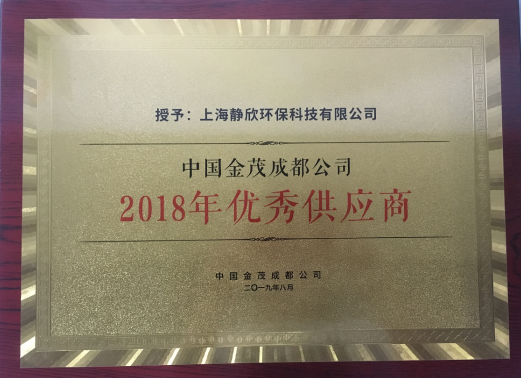 授予：上海静欣环保科技有限公司
中国金茂成都公司
2018年优秀供应商
中国金茂成都公司
二〇一九年八月